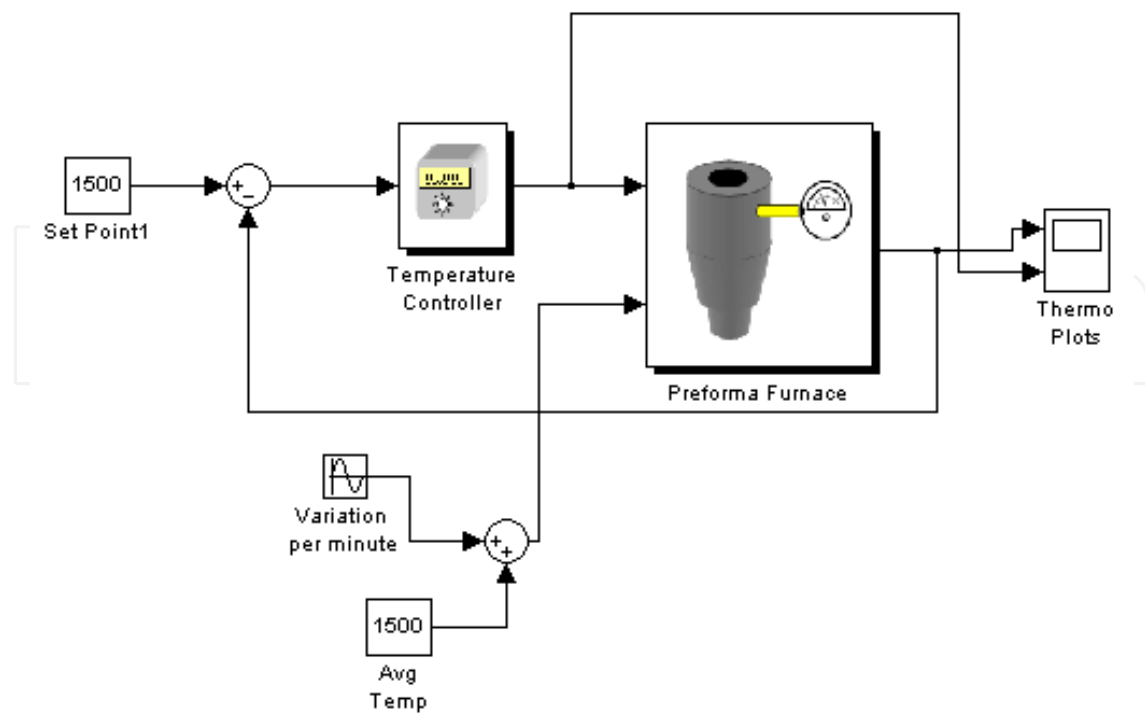 1500
Set Point1
Temperature
Controller
Preforma Furnace
Thermo
Plots
Variation
per minute
1500
Avg
Temp